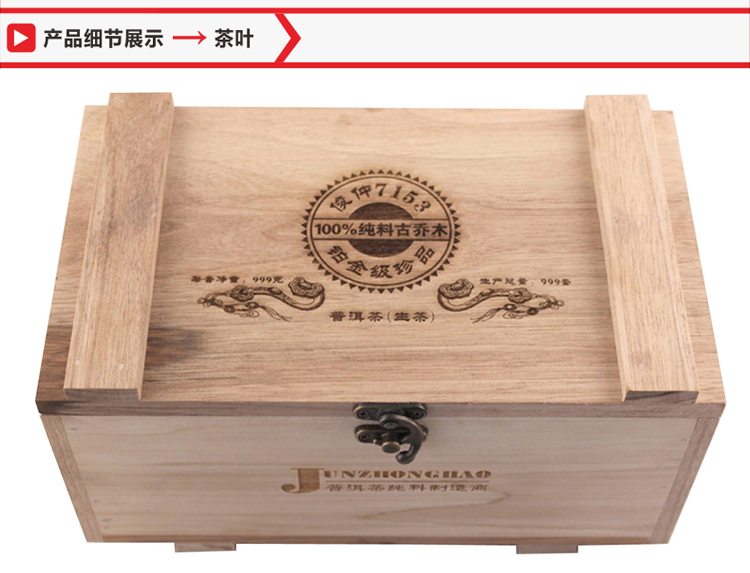 产品细节展示 → 茶叶
俊仲7153
100%纯料古乔木
铂金级珍品
每套净重：999克
生产总量：999套
普洱茶(生茶)
JUNZHONGHAO
普洱茶纯料制造商